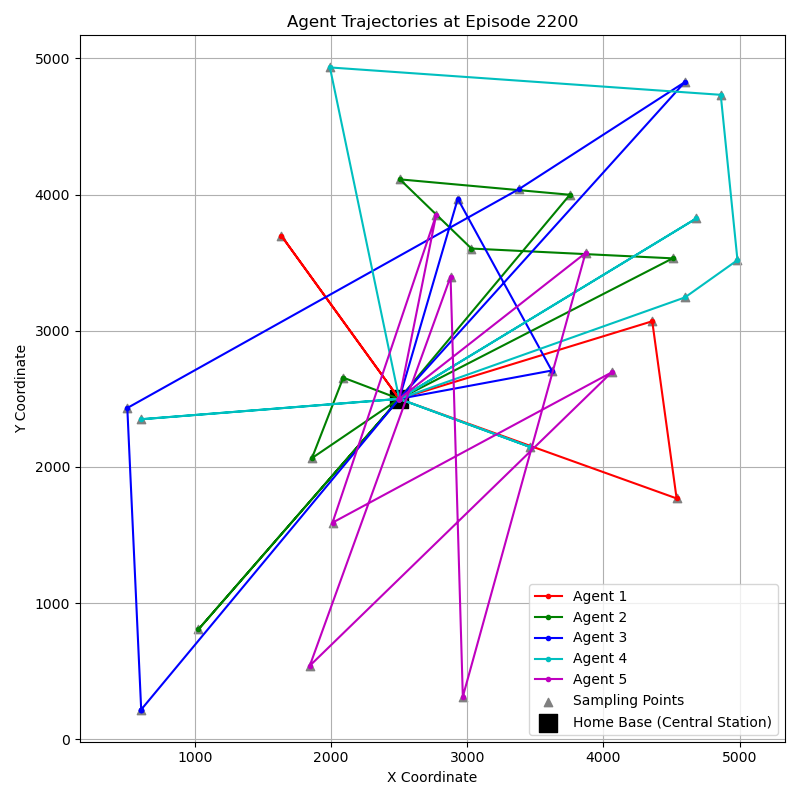 Agent Trajectories at Episode 2200
Y Coordinate
5000
4000
3000
2000
1000
0
1000
2000
3000
4000
5000
X Coordinate
Agent 1
Agent 2
Agent 3
Agent 4
Agent 5
Sampling Points
Home Base (Central Station)